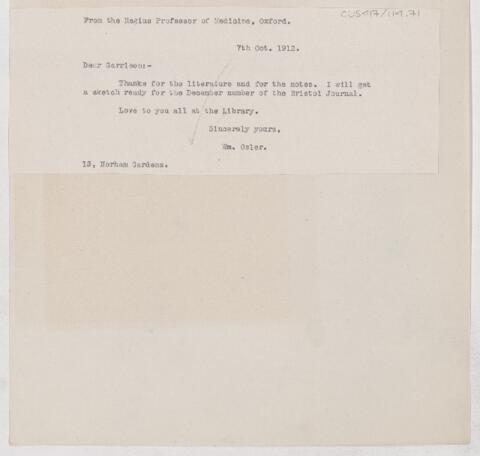 CUS417/114.71
From the Regius Professor of Medicine, Oxford.
7th Oct. 1912.
Dear Garrison:-
Thanks for the literature and for the notes. I will get
a sketch ready for the December number of the Bristol Journal.
Love to you all at the Library.
Sincerely yours,
Wm. Osler.
13, Norham Gardens.